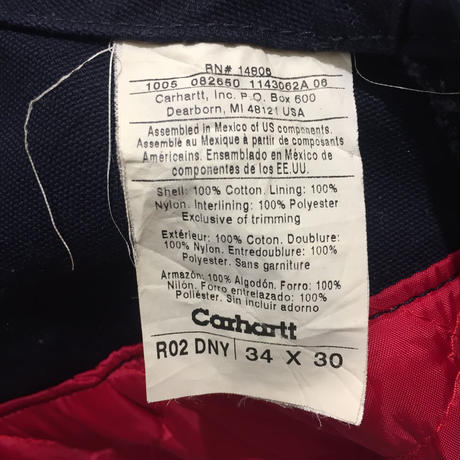 RN# 14806
1005 082650 1143062A 06
Carhartt, Inc. P.O. Box 600
Dearborn, MI 48121 USA
Assembled in Mexico of US components.
Assemblé au Mexique à partir de composants
Américains. Ensamblado en México de
componentes de los EE.UU.
Shell: 100% Cotton. Lining: 100%
Nylon. Interlining: 100% Polyester
Exclusive of trimming
Extérieur: 100% Coton. Doublure:
100% Nylon. Entredoublure: 100%
Polyester. Sans garniture
Armazón: 100% Algodón. Forro: 100%
Nilón. Forro entrelazado: 100%
Poliéster. Sin incluir adorno
Carhartt
R02 DNY 34 X 30